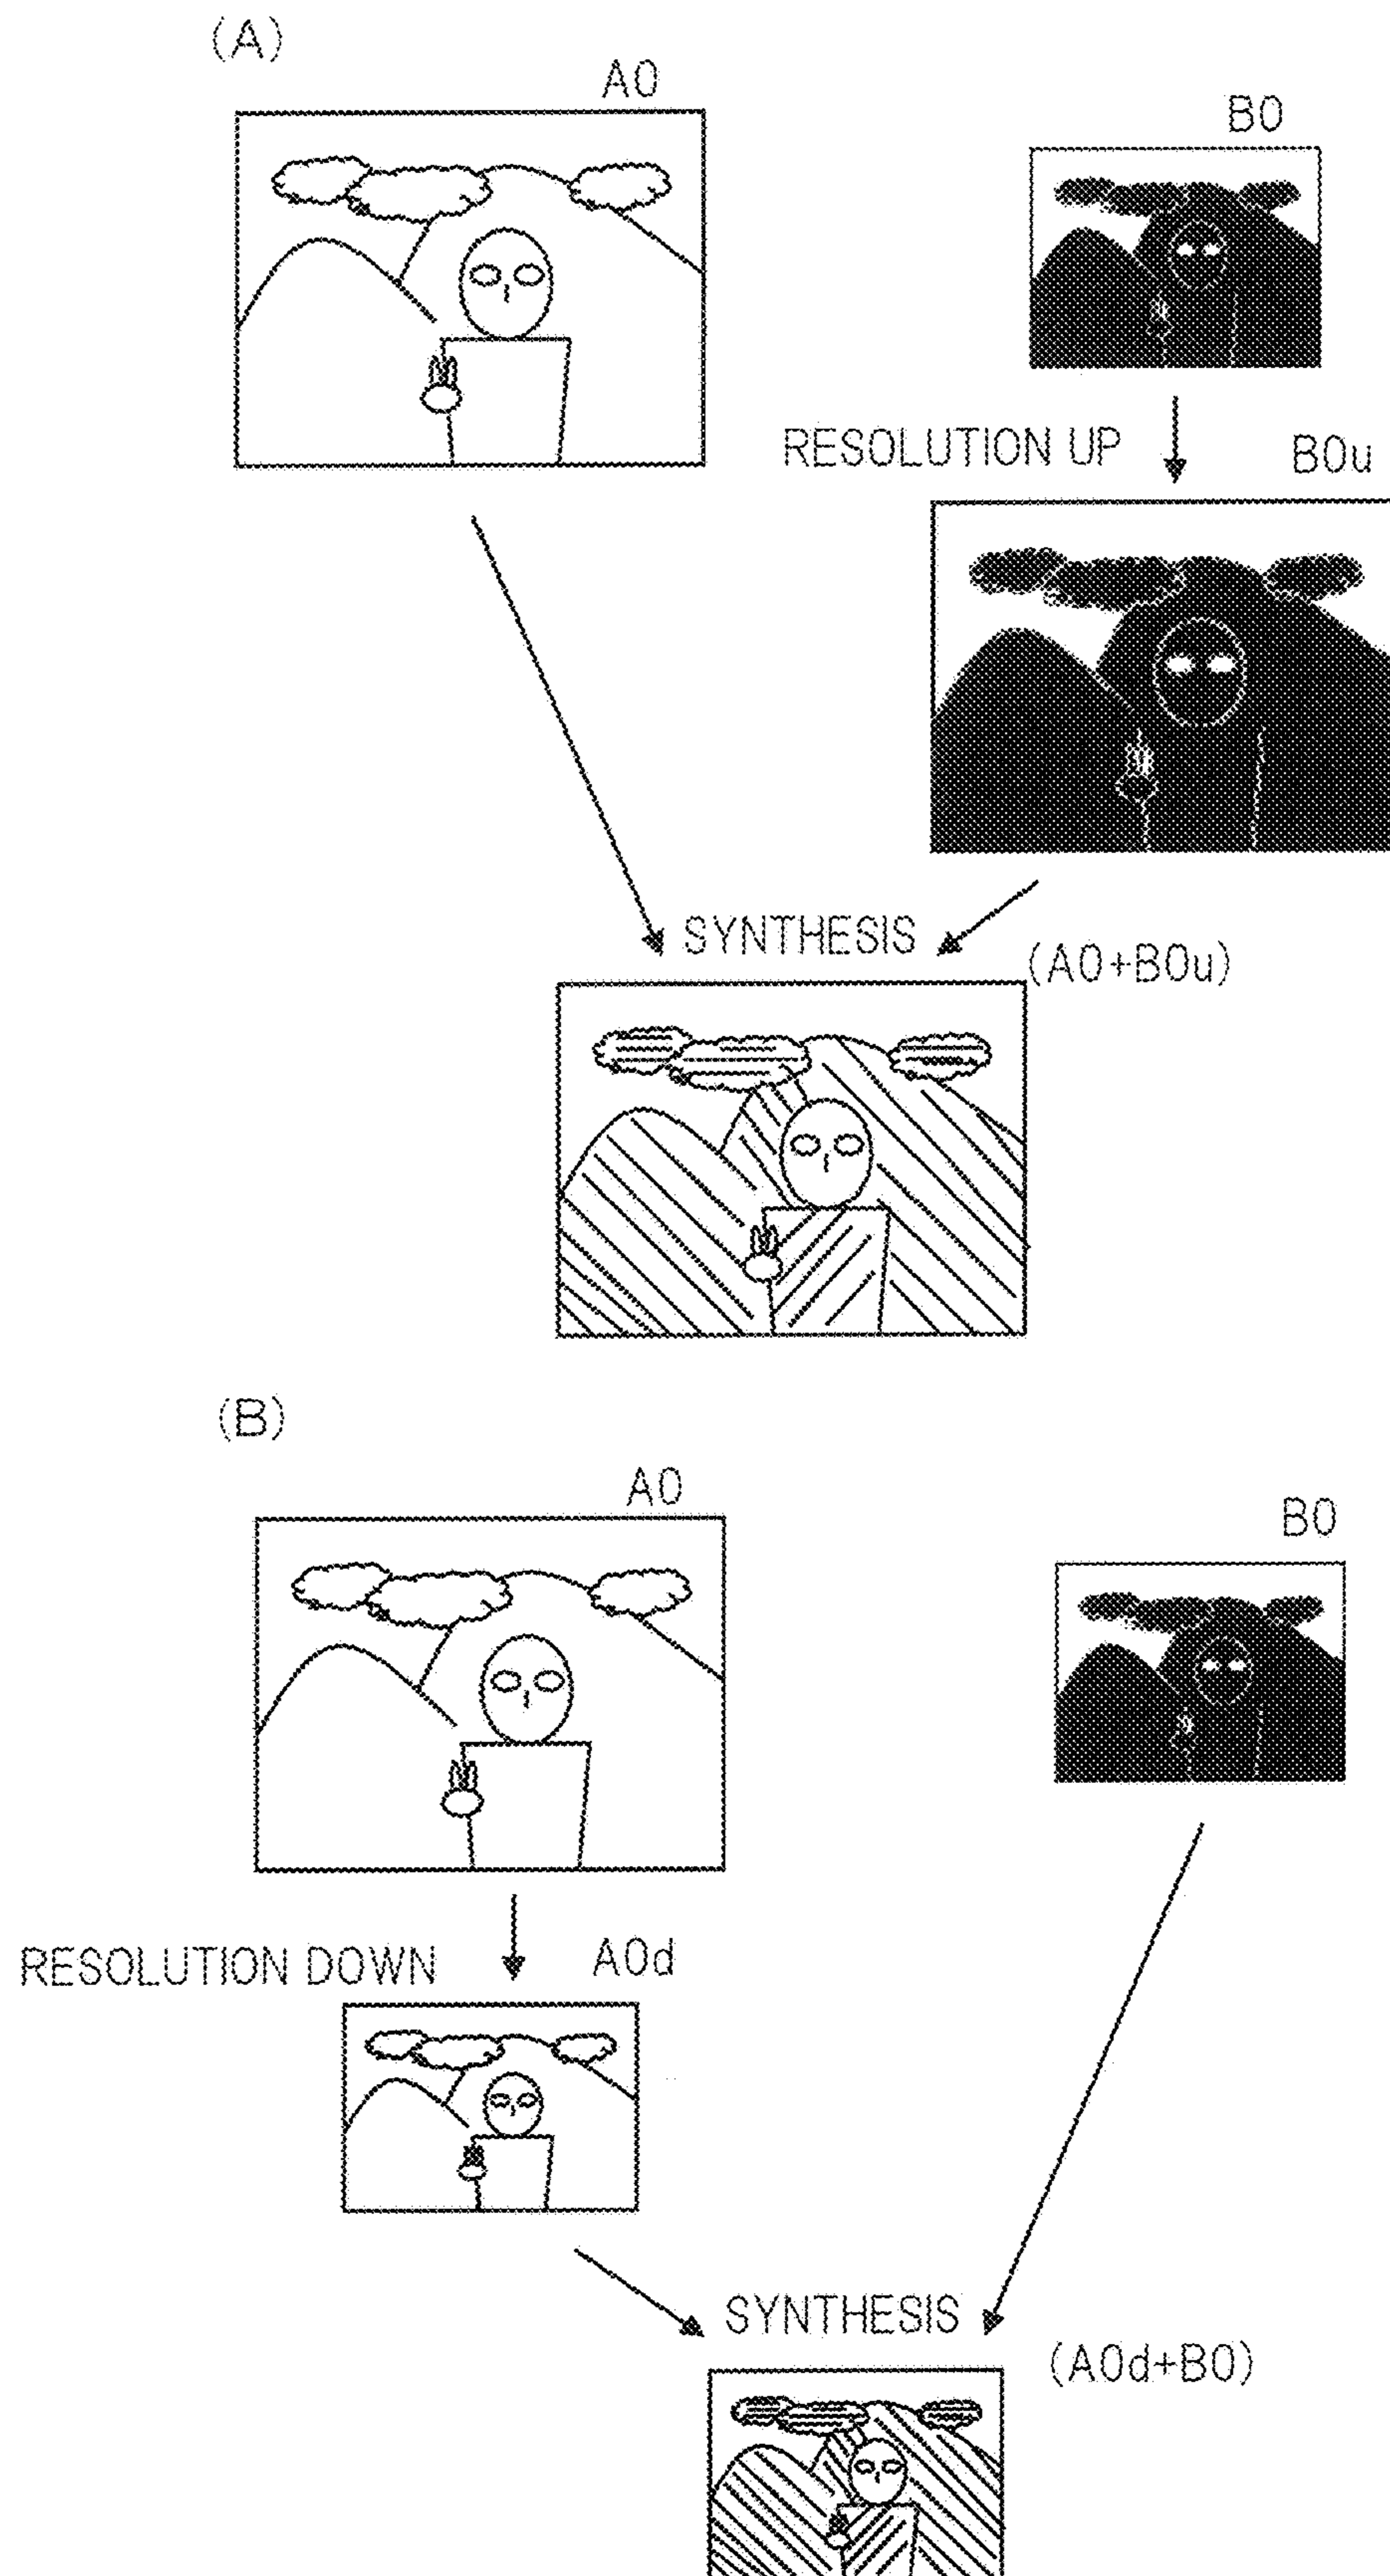 (A)
A0
B0
RESOLUTION UP
B0u
SYNTHESIS
(A0+B0u)
(B)
A0
B0
RESOLUTION DOWN
A0d
SYNTHESIS
(A0d+B0)